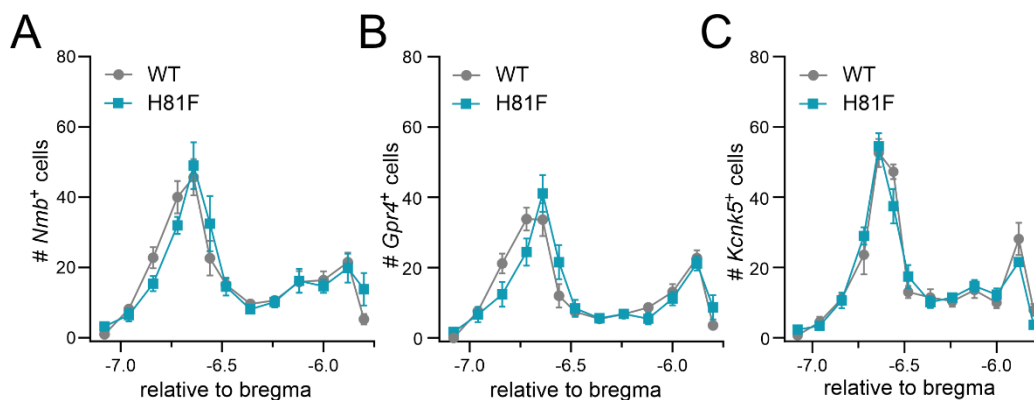 A
80
60
40
20
0
# Nmb⁺ cells
WT
H81F
-7.0
-6.5
-6.0
relative to bregma
B
80
60
40
20
0
# Gpr4⁺ cells
WT
H81F
-7.0
-6.5
-6.0
relative to bregma
C
80
60
40
20
0
# Kcnk5⁺ cells
WT
H81F
-7.0
-6.5
-6.0
relative to bregma